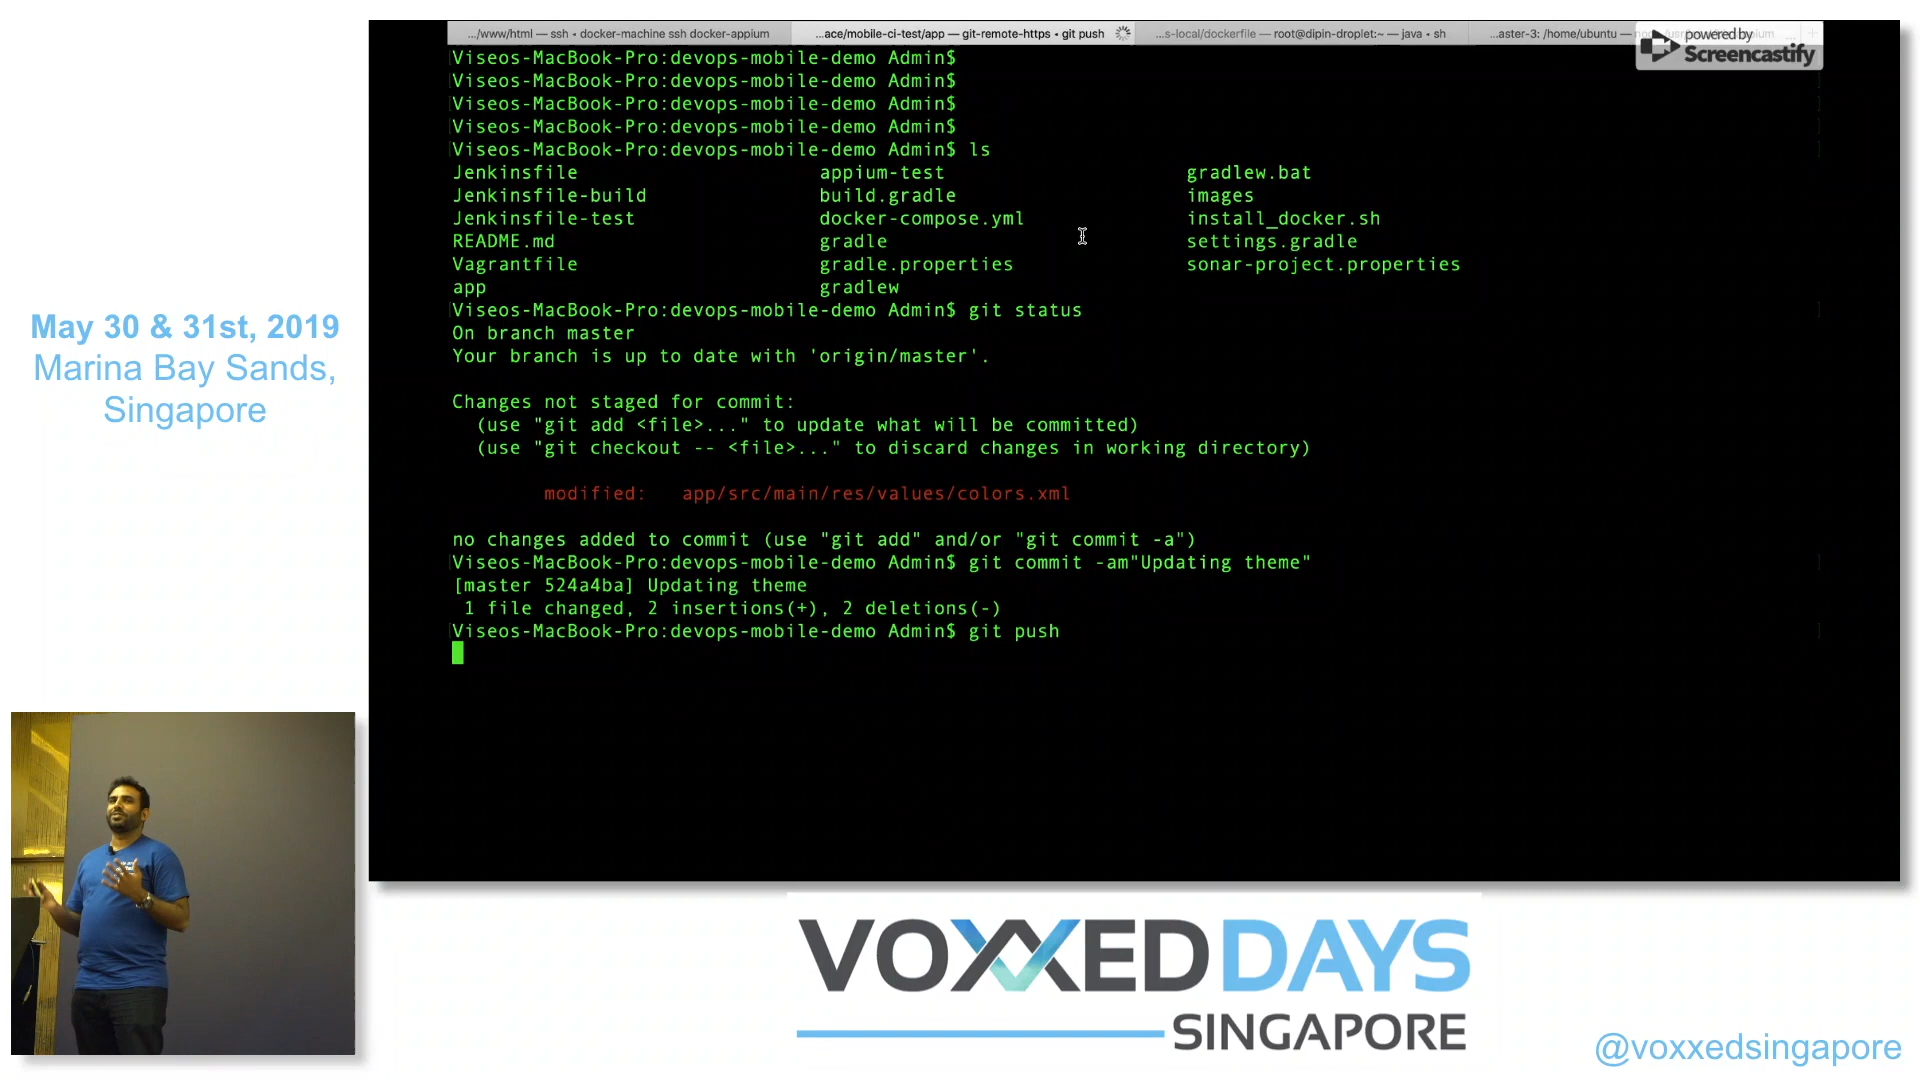 .../www/html — ssh • docker-machine ssh docker-appium
...ace/mobile-ci-test/app — git-remote-https • git push
...s-local/dockerfile — root@dipin-droplet:~ — java • sh
...aster-3: /home/ubuntu —
powered by
Screencastify
Viseos-MacBook-Pro:devops-mobile-demo Admin$
Viseos-MacBook-Pro:devops-mobile-demo Admin$
Viseos-MacBook-Pro:devops-mobile-demo Admin$
Viseos-MacBook-Pro:devops-mobile-demo Admin$
Viseos-MacBook-Pro:devops-mobile-demo Admin$ ls
Jenkinsfile appium-test gradlew.bat
Jenkinsfile-build build.gradle images
Jenkinsfile-test docker-compose.yml install_docker.sh
README.md gradle settings.gradle
Vagrantfile gradle.properties sonar-project.properties
app gradlew
Viseos-MacBook-Pro:devops-mobile-demo Admin$ git status
On branch master
Your branch is up to date with 'origin/master'.
Changes not staged for commit:
(use "git add <file>..." to update what will be committed)
(use "git checkout -- <file>..." to discard changes in working directory)
modified: app/src/main/res/values/colors.xml
no changes added to commit (use "git add" and/or "git commit -a")
Viseos-MacBook-Pro:devops-mobile-demo Admin$ git commit -am"Updating theme"
[master 524a4ba] Updating theme
1 file changed, 2 insertions(+), 2 deletions(-)
Viseos-MacBook-Pro:devops-mobile-demo Admin$ git push
May 30 & 31st, 2019
Marina Bay Sands,
Singapore
VOXXED DAYS
SINGAPORE
@voxxedsingapore